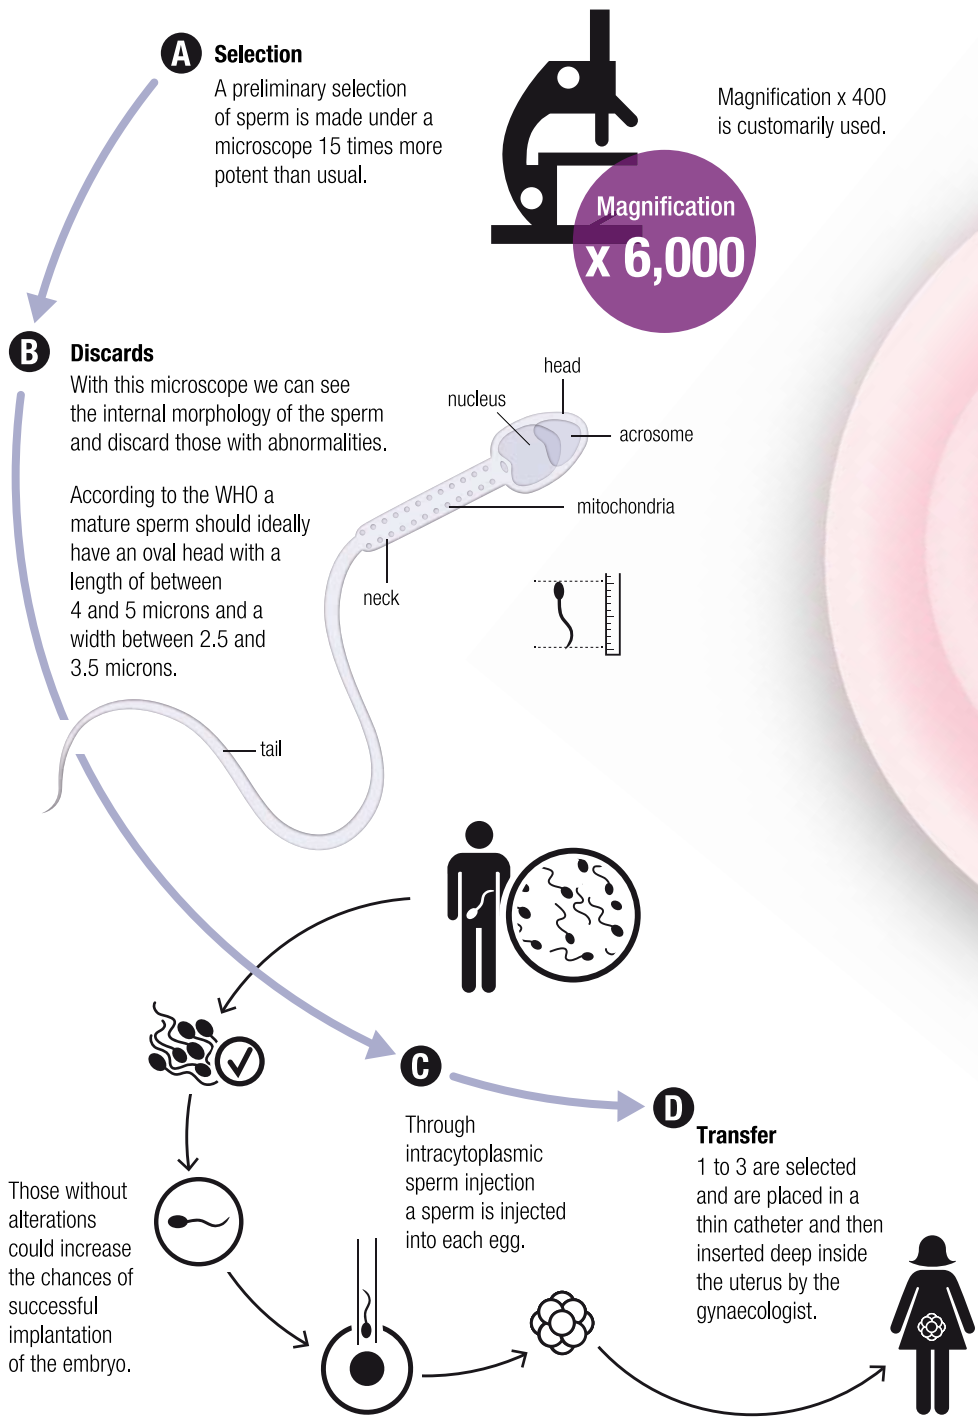 A Selection
A preliminary selection
of sperm is made under a
microscope 15 times more
potent than usual.
Magnification x 400
is customarily used.
Magnification
x 6,000
B Discards
With this microscope we can see
the internal morphology of the sperm
and discard those with abnormalities.
According to the WHO a
mature sperm should ideally
have an oval head with a
length of between
4 and 5 microns and a
width between 2.5 and
3.5 microns.
head
nucleus
acrosome
mitochondria
neck
tail
C
Through
intracytoplasmic
sperm injection
a sperm is injected
into each egg.
D
Transfer
1 to 3 are selected
and are placed in a
thin catheter and then
inserted deep inside
the uterus by the
gynaecologist.
Those without
alterations
could increase
the chances of
successful
implantation
of the embryo.